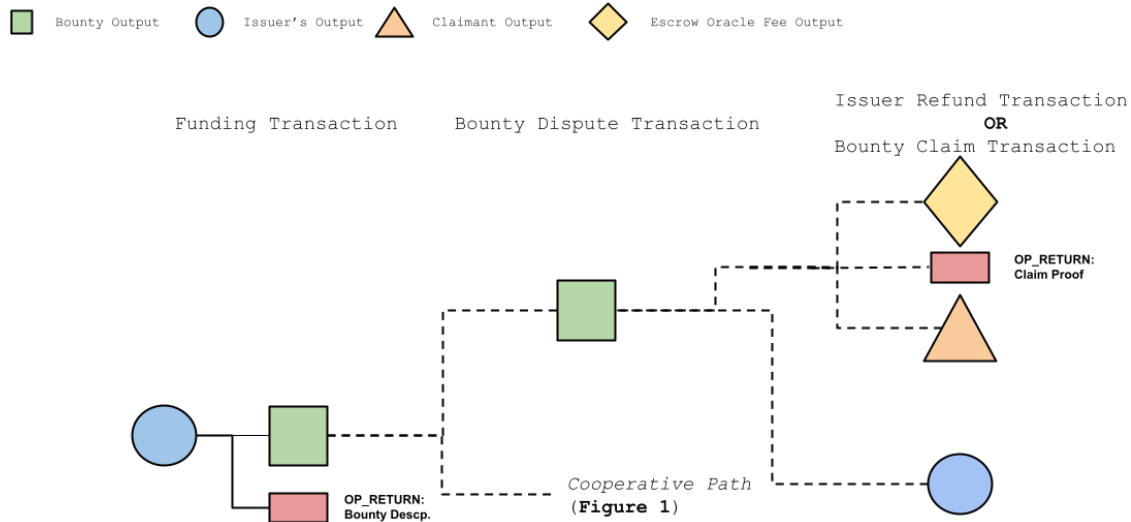 Bounty Output
Issuer’s Output
Claimant Output
Escrow Oracle Fee Output
Funding Transaction
Bounty Dispute Transaction
Issuer Refund Transaction
OR
Bounty Claim Transaction
OP_RETURN:
Claim Proof
OP_RETURN:
Bounty Descp.
Cooperative Path
(Figure 1)